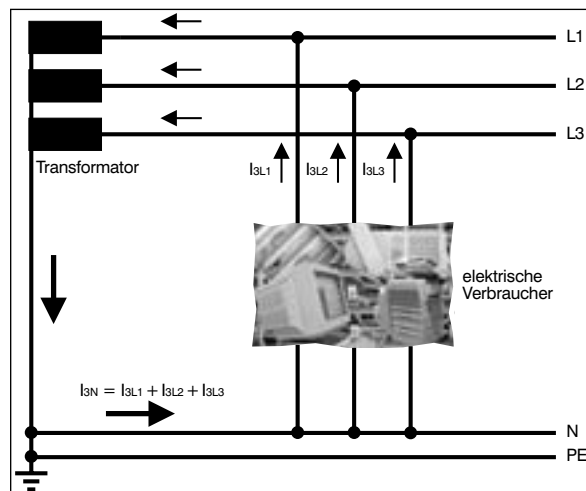 L1
L2
L3
Transformator
I3L1
I3L2
I3L3
elektrische
Verbraucher
I3N = I3L1 + I3L2 + I3L3
N
PE